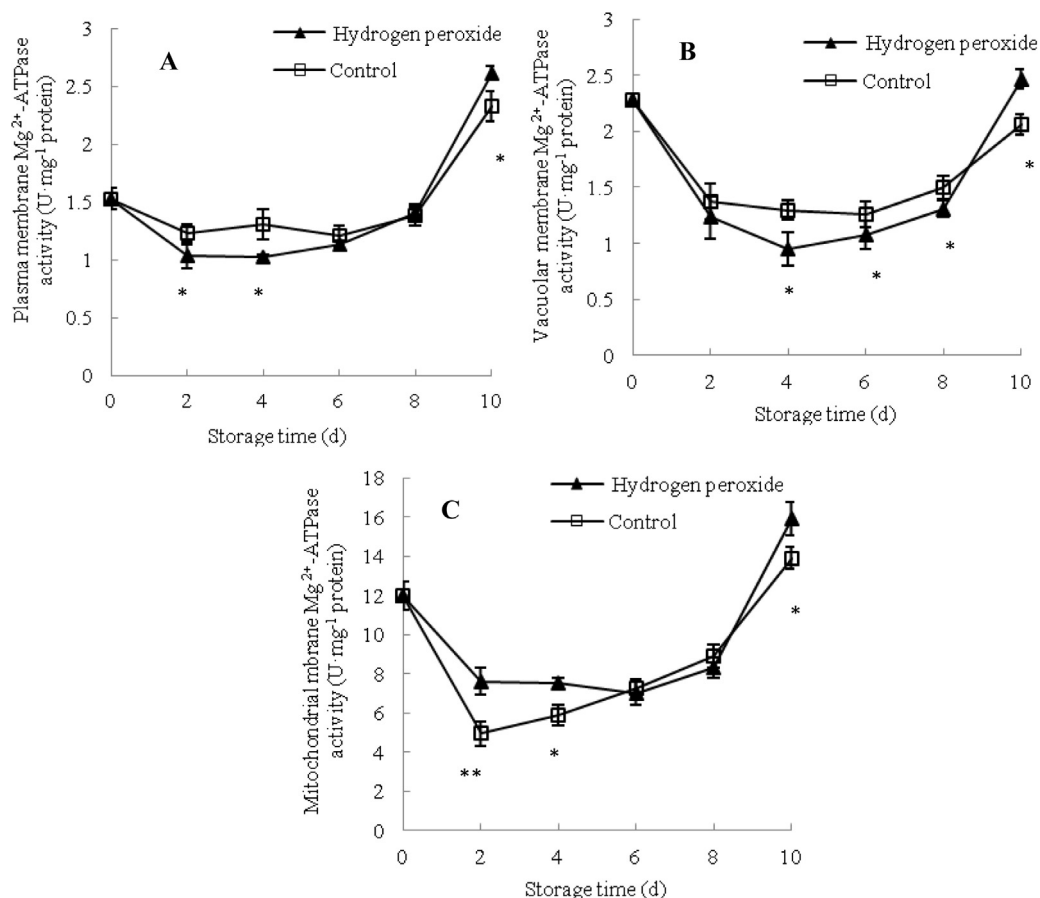 Hydrogen peroxide
Control
A
Plasma membrane Mg2+-ATPase
activity (U·mg-1 protein)
3
2.5
2
1.5
1
1.5
0
*
*
*
0 2 4 6 8 10
Storage time (d)
Hydrogen peroxide
Control
B
Vacuolar membrane Mg2+-ATPase
activity (U·mg-1 protein)
3
2.5
2
1.5
1
0.5
0
*
*
*
*
0 2 4 6 8 10
Storage time (d)
Hydrogen peroxide
Control
C
Mitochondrial mbrane Mg2+-ATPase
activity (U·mg-1 protein)
18
16
14
12
10
8
6
4
2
0
**
*
*
0 2 4 6 8 10
Storage time (d)